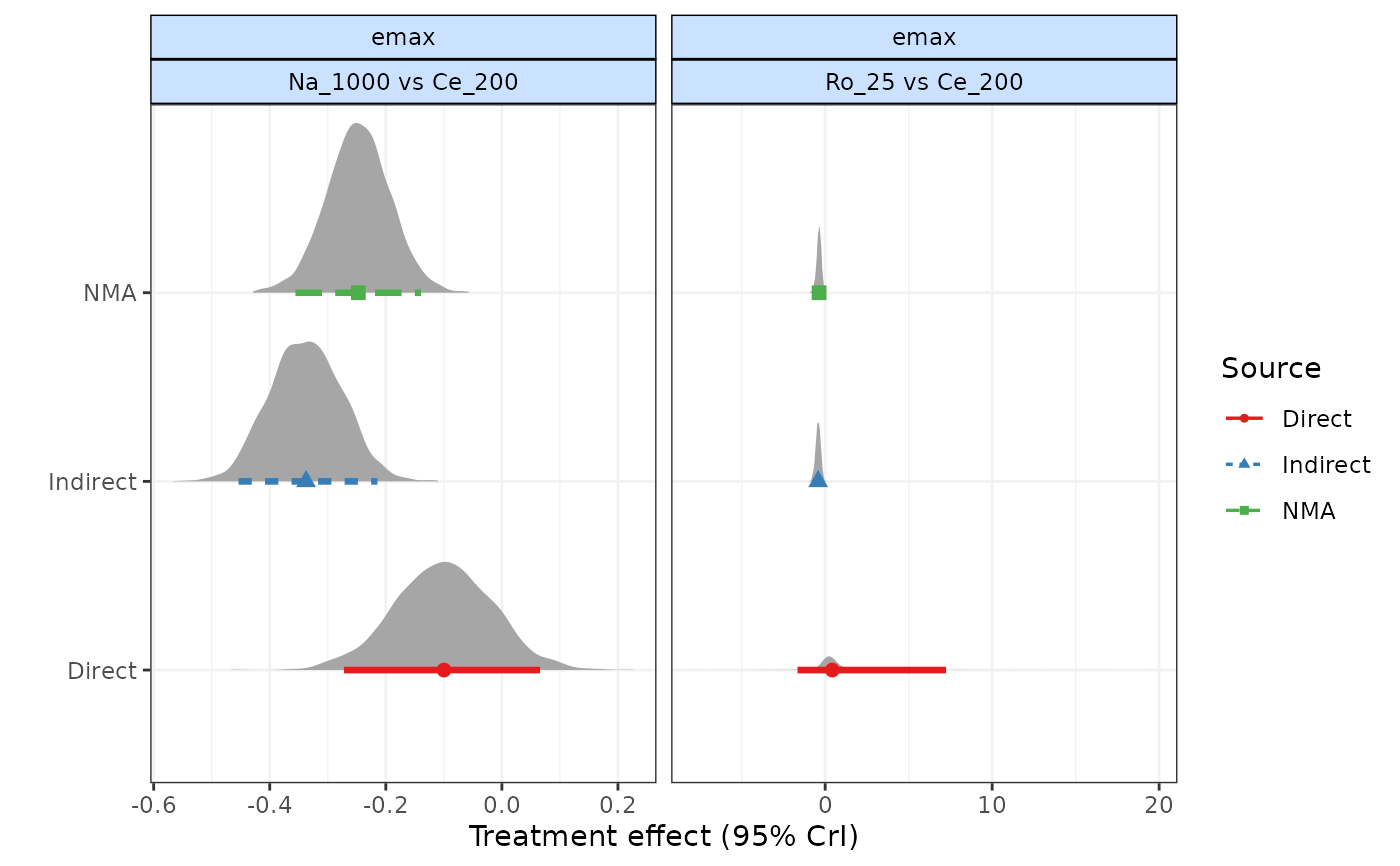 emax
emax
Na_1000 vs Ce_200
Ro_25 vs Ce_200
NMA
Indirect
Direct
-0.6
-0.4
-0.2
0.0
0.2
0
10
20
Treatment effect (95% CrI)
Source
Direct
Indirect
NMA